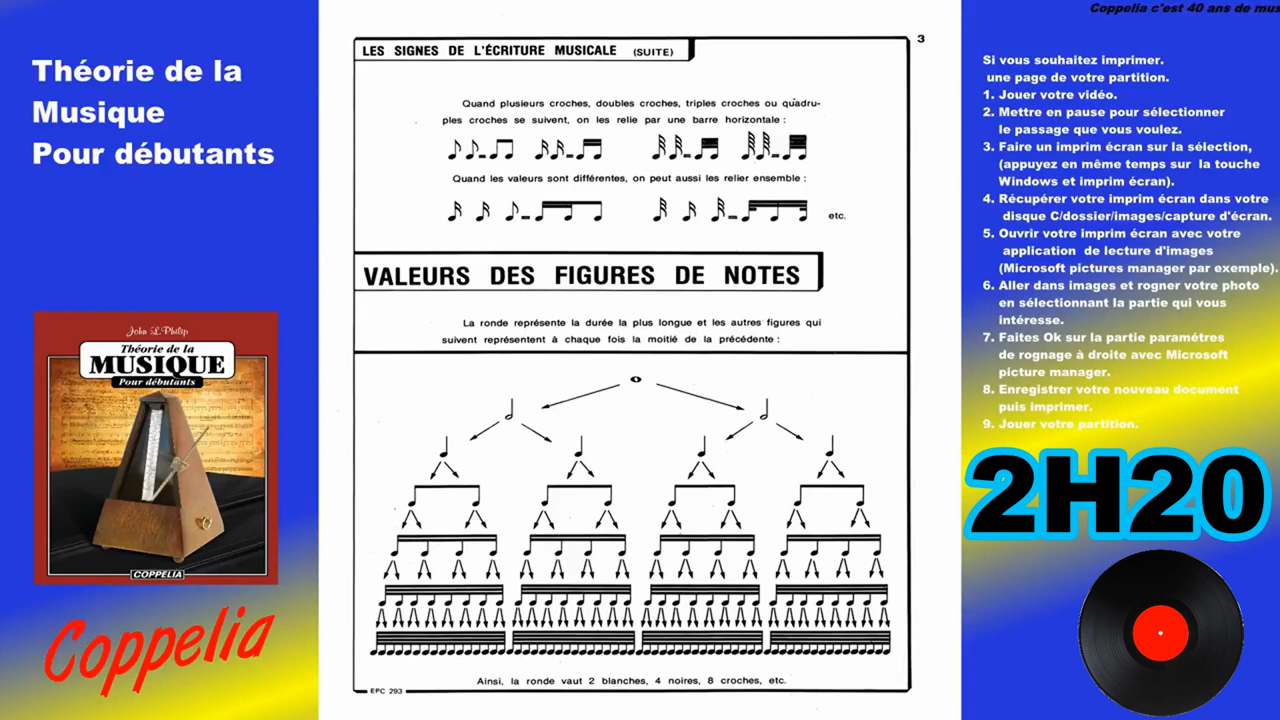 Coppelia c'est 40 ans de mus
Théorie de la
Musique
Pour débutants
John L.Philip
Théorie de la
MUSIQUE
Pour débutants
COPPELIA
Coppelia
3
LES SIGNES DE L'ÉCRITURE MUSICALE (SUITE)
Quand plusieurs croches, doubles croches, triples croches ou quadru-
ples croches se suivent, on les relie par une barre horizontale :
Quand les valeurs sont différentes, on peut aussi les relier ensemble :
etc.
VALEURS DES FIGURES DE NOTES
La ronde représente la durée la plus longue et les autres figures qui
suivent représentent à chaque fois la moitié de la précédente :
Ainsi, la ronde vaut 2 blanches, 4 noires, 8 croches, etc.
EPC 293
Si vous souhaitez imprimer.
une page de votre partition.
1. Jouer votre vidéo.
2. Mettre en pause pour sélectionner
le passage que vous voulez.
3. Faire un imprim écran sur la sélection,
(appuyez en même temps sur la touche
Windows et imprim écran).
4. Récupérer votre imprim écran dans votre
disque C/dossier/images/capture d'écran.
5. Ouvrir votre imprim écran avec votre
application de lecture d'images
(Microsoft pictures manager par exemple).
6. Aller dans images et rogner votre photo
en sélectionnant la partie qui vous
intéresse.
7. Faites Ok sur la partie paramétres
de rognage à droite avec Microsoft
picture manager.
8. Enregistrer votre nouveau document
puis imprimer.
9. Jouer votre partition.
2H20